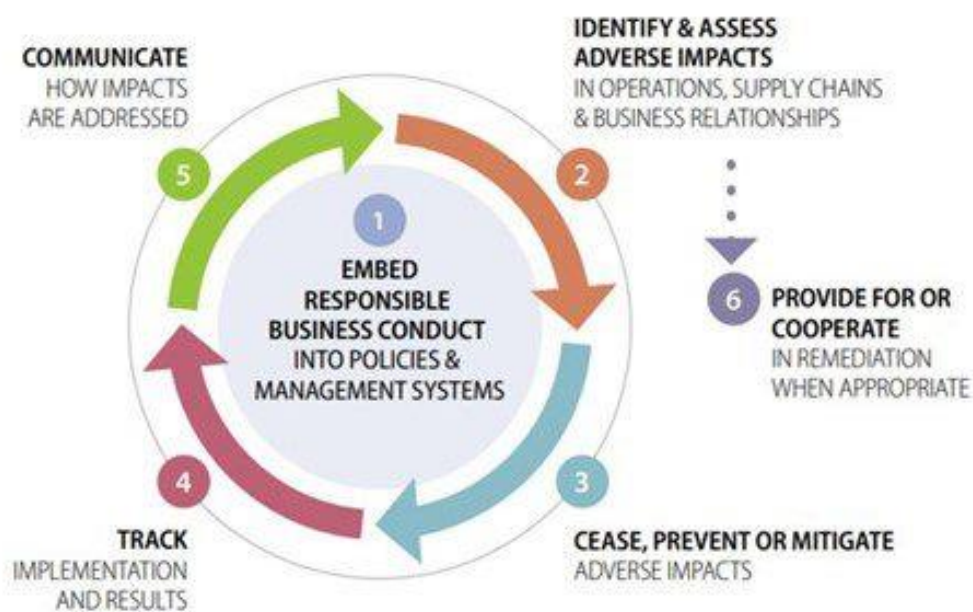 COMMUNICATE
HOW IMPACTS
ARE ADDRESSED
5
IDENTIFY & ASSESS
ADVERSE IMPACTS
IN OPERATIONS, SUPPLY CHAINS
& BUSINESS RELATIONSHIPS
2
1
EMBED
RESPONSIBLE
BUSINESS CONDUCT
INTO POLICIES &
MANAGEMENT SYSTEMS
6
PROVIDE FOR OR
COOPERATE
IN REMEDIATION
WHEN APPROPRIATE
4
TRACK
IMPLEMENTATION
AND RESULTS
3
CEASE, PREVENT OR MITIGATE
ADVERSE IMPACTS